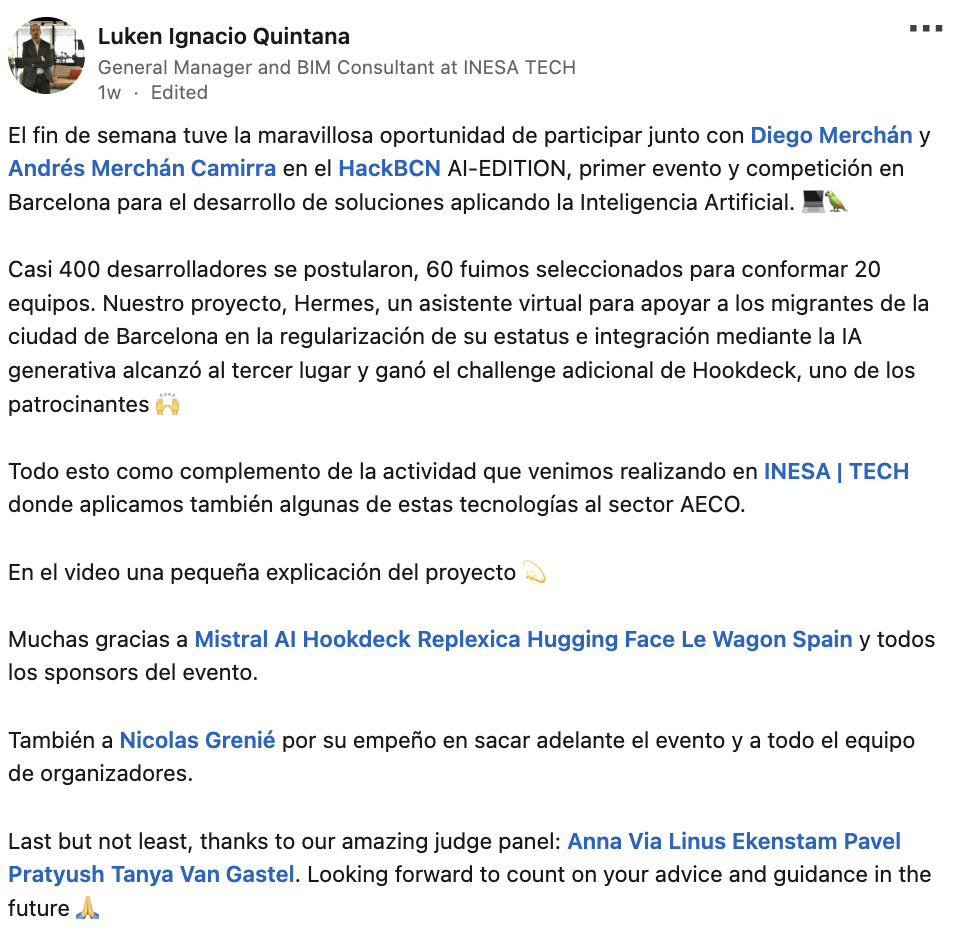 Luken Ignacio Quintana
General Manager and BIM Consultant at INESA TECH
1w · Edited
El fin de semana tuve la maravillosa oportunidad de participar junto con Diego Merchán y
Andrés Merchán Camirra en el HackBCN AI-EDITION, primer evento y competición en
Barcelona para el desarrollo de soluciones aplicando la Inteligencia Artificial. 💻🦜
Casi 400 desarrolladores se postularon, 60 fuimos seleccionados para conformar 20
equipos. Nuestro proyecto, Hermes, un asistente virtual para apoyar a los migrantes de la
ciudad de Barcelona en la regularización de su estatus e integración mediante la IA
generativa alcanzó al tercer lugar y ganó el challenge adicional de Hookdeck, uno de los
patrocinantes 🙌
Todo esto como complemento de la actividad que venimos realizando en INESA | TECH
donde aplicamos también algunas de estas tecnologías al sector AECO.
En el video una pequeña explicación del proyecto 💫
Muchas gracias a Mistral AI Hookdeck Replexica Hugging Face Le Wagon Spain y todos
los sponsors del evento.
También a Nicolas Grenié por su empeño en sacar adelante el evento y a todo el equipo
de organizadores.
Last but not least, thanks to our amazing judge panel: Anna Via Linus Ekenstam Pavel
Pratyush Tanya Van Gastel. Looking forward to count on your advice and guidance in the
future 🙏